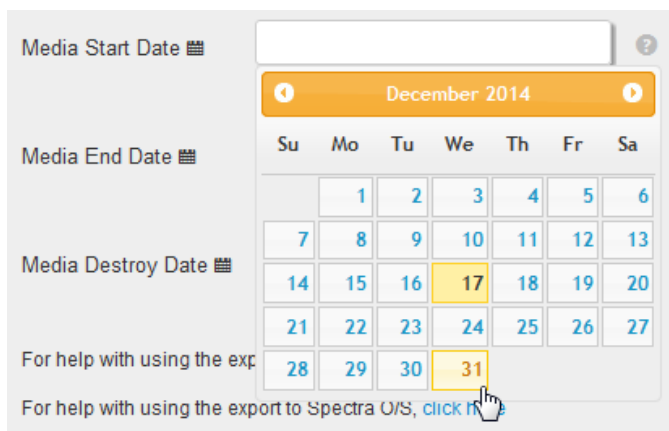 Media Start Date
?
December 2014
Su Mo Tu We Th Fr Sa
1 2 3 4 5 6
Media End Date
7 8 9 10 11 12 13
Media Destroy Date
14 15 16 17 18 19 20
21 22 23 24 25 26 27
For help with using the exp
28 29 30 31
For help with using the export to Spectra O/S, click